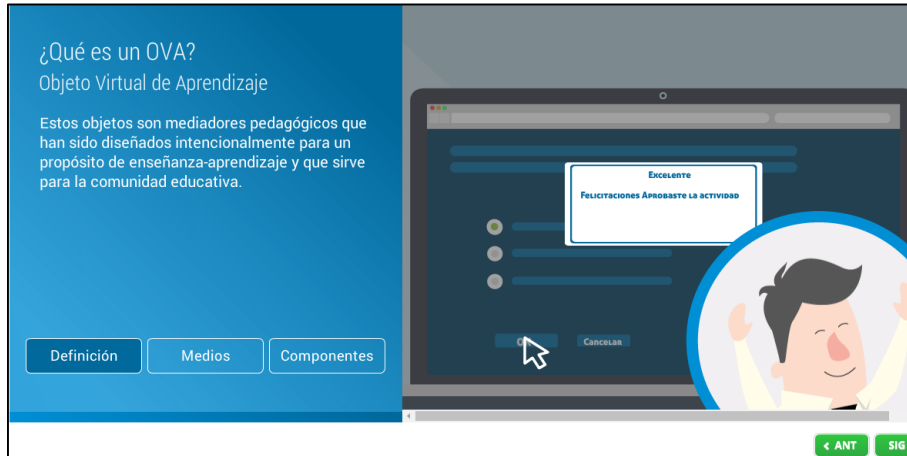 ¿Qué es un OVA?
Objeto Virtual de Aprendizaje
Estos objetos son mediadores pedagógicos que
han sido diseñados intencionalmente para un
propósito de enseñanza-aprendizaje y que sirve
para la comunidad educativa.
Definición Medios Componentes
Excelente
Felicitaciones Aprobaste la actividad
Cancelar
< ANT SIG